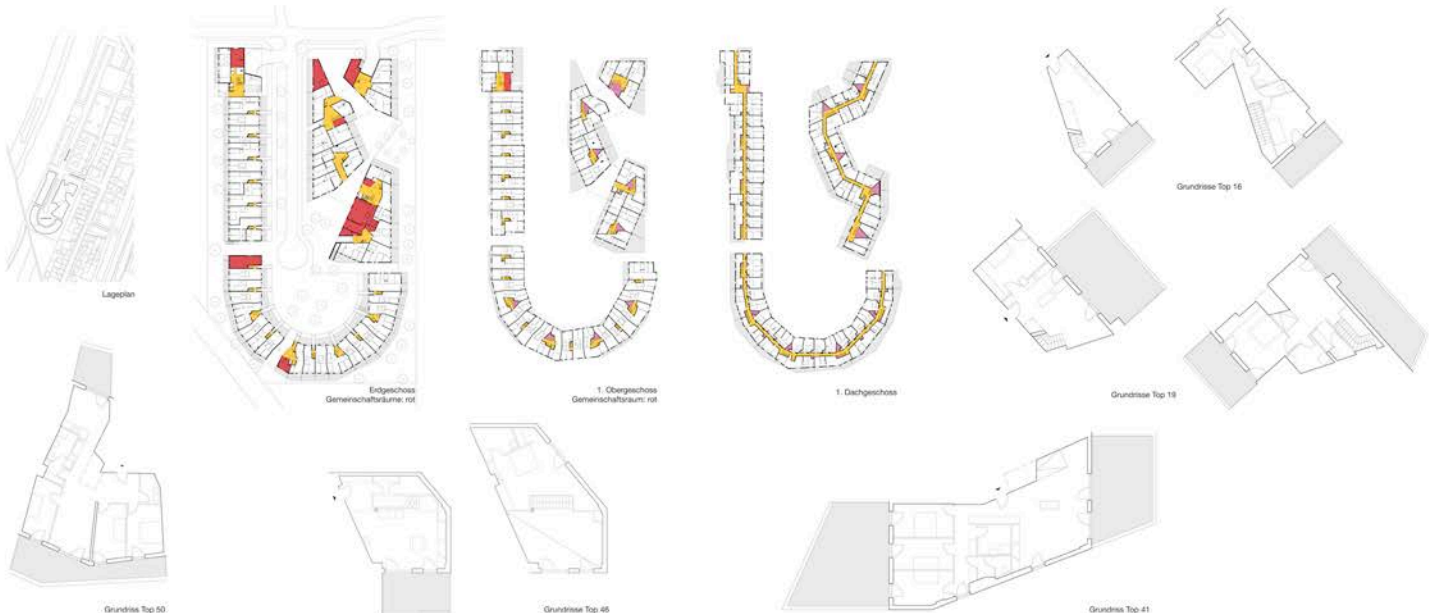 Lageplan
Erdgeschoss
Gemeinschaftsräume: rot
1. Obergeschoss
Gemeinschaftsraum: rot
1. Dachgeschoss
Grundrisse Top 16
Grundrisse Top 19
Grundriss Top 50
Grundrisse Top 46
Grundriss Top 41